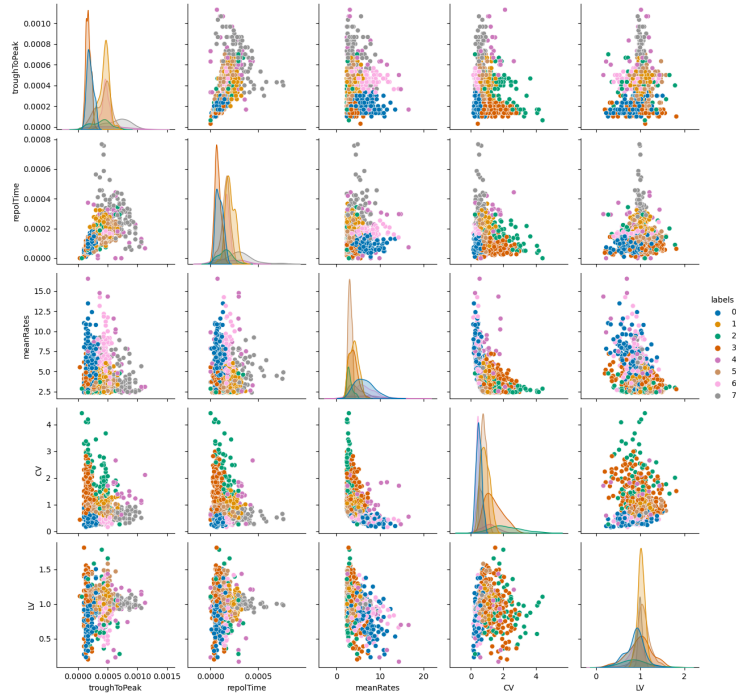 0.0010
0.0008
0.0006
0.0004
0.0002
0.0000
troughToPeak
0.0008
0.0006
0.0004
0.0002
0.0000
repolTime
15.0
12.5
10.0
7.5
5.0
2.5
meanRates
labels
0
1
2
3
4
5
6
7
4
3
2
1
0
CV
1.5
1.0
0.5
LV
0.0000 0.0005 0.0010 0.0015
troughToPeak
0.0000 0.0005
repolTime
0 10 20
meanRates
0 2 4
CV
0 1 2
LV